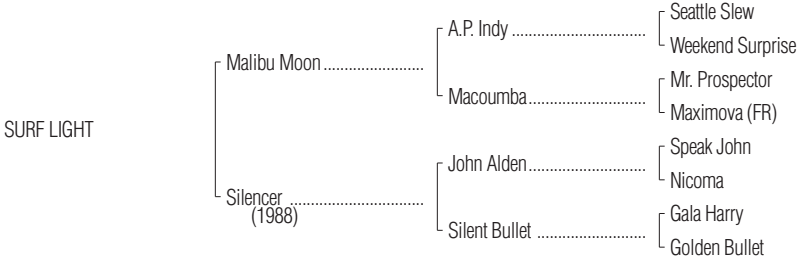 Seattle Slew
A.P. Indy
Weekend Surprise
Malibu Moon
Mr. Prospector
Macoumba
Maximova (FR)
SURF LIGHT
Speak John
John Alden
Nicoma
Silencer
(1988)
Gala Harry
Silent Bullet
Golden Bullet